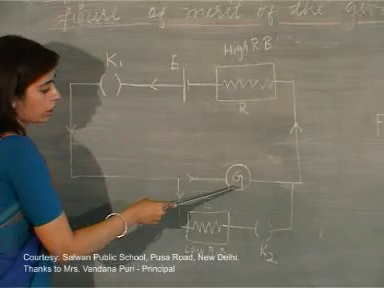 Figure of merit of the
High R.B
K1
E
R
G
S
K2
Courtesy: Salwan Public School, Pusa Road, New Delhi.
Thanks to Mrs. Vandana Puri - Principal